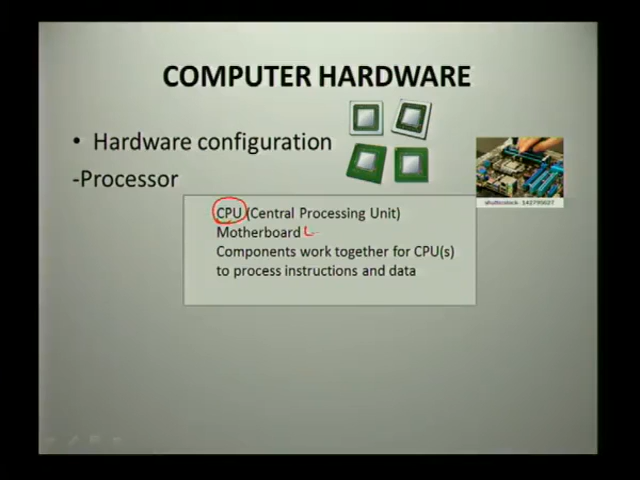 COMPUTER HARDWARE
• Hardware configuration
-Processor
CPU (Central Processing Unit)
Motherboard
Components work together for CPU(s)
to process instructions and data